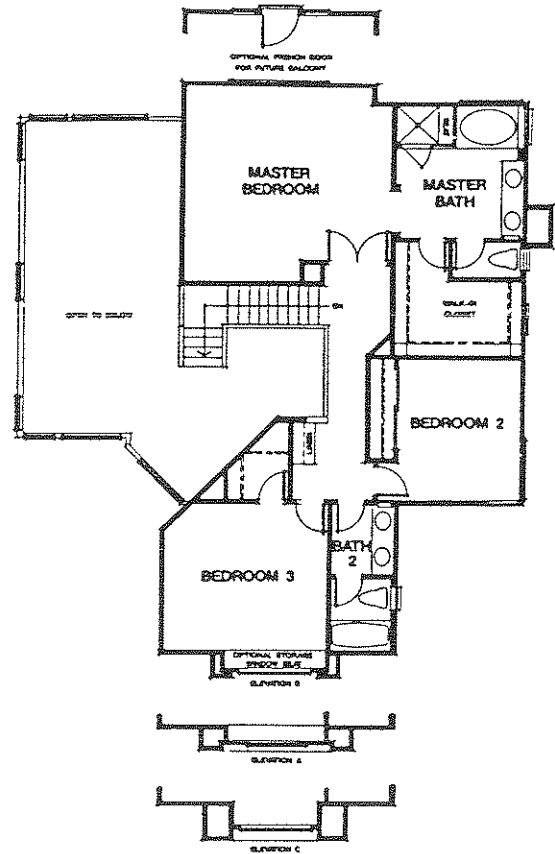 OPTIONAL FRENCH DOOR
FOR FUTURE BALCONY
MASTER
BEDROOM
MASTER
BATH
OPEN TO BELOW
DN
WALK-IN
CLOSET
BEDROOM 2
LINEN
BATH
2
BEDROOM 3
OPTIONAL STORAGE
WINDOW SEAT
ELEVATION B
ELEVATION A
ELEVATION C